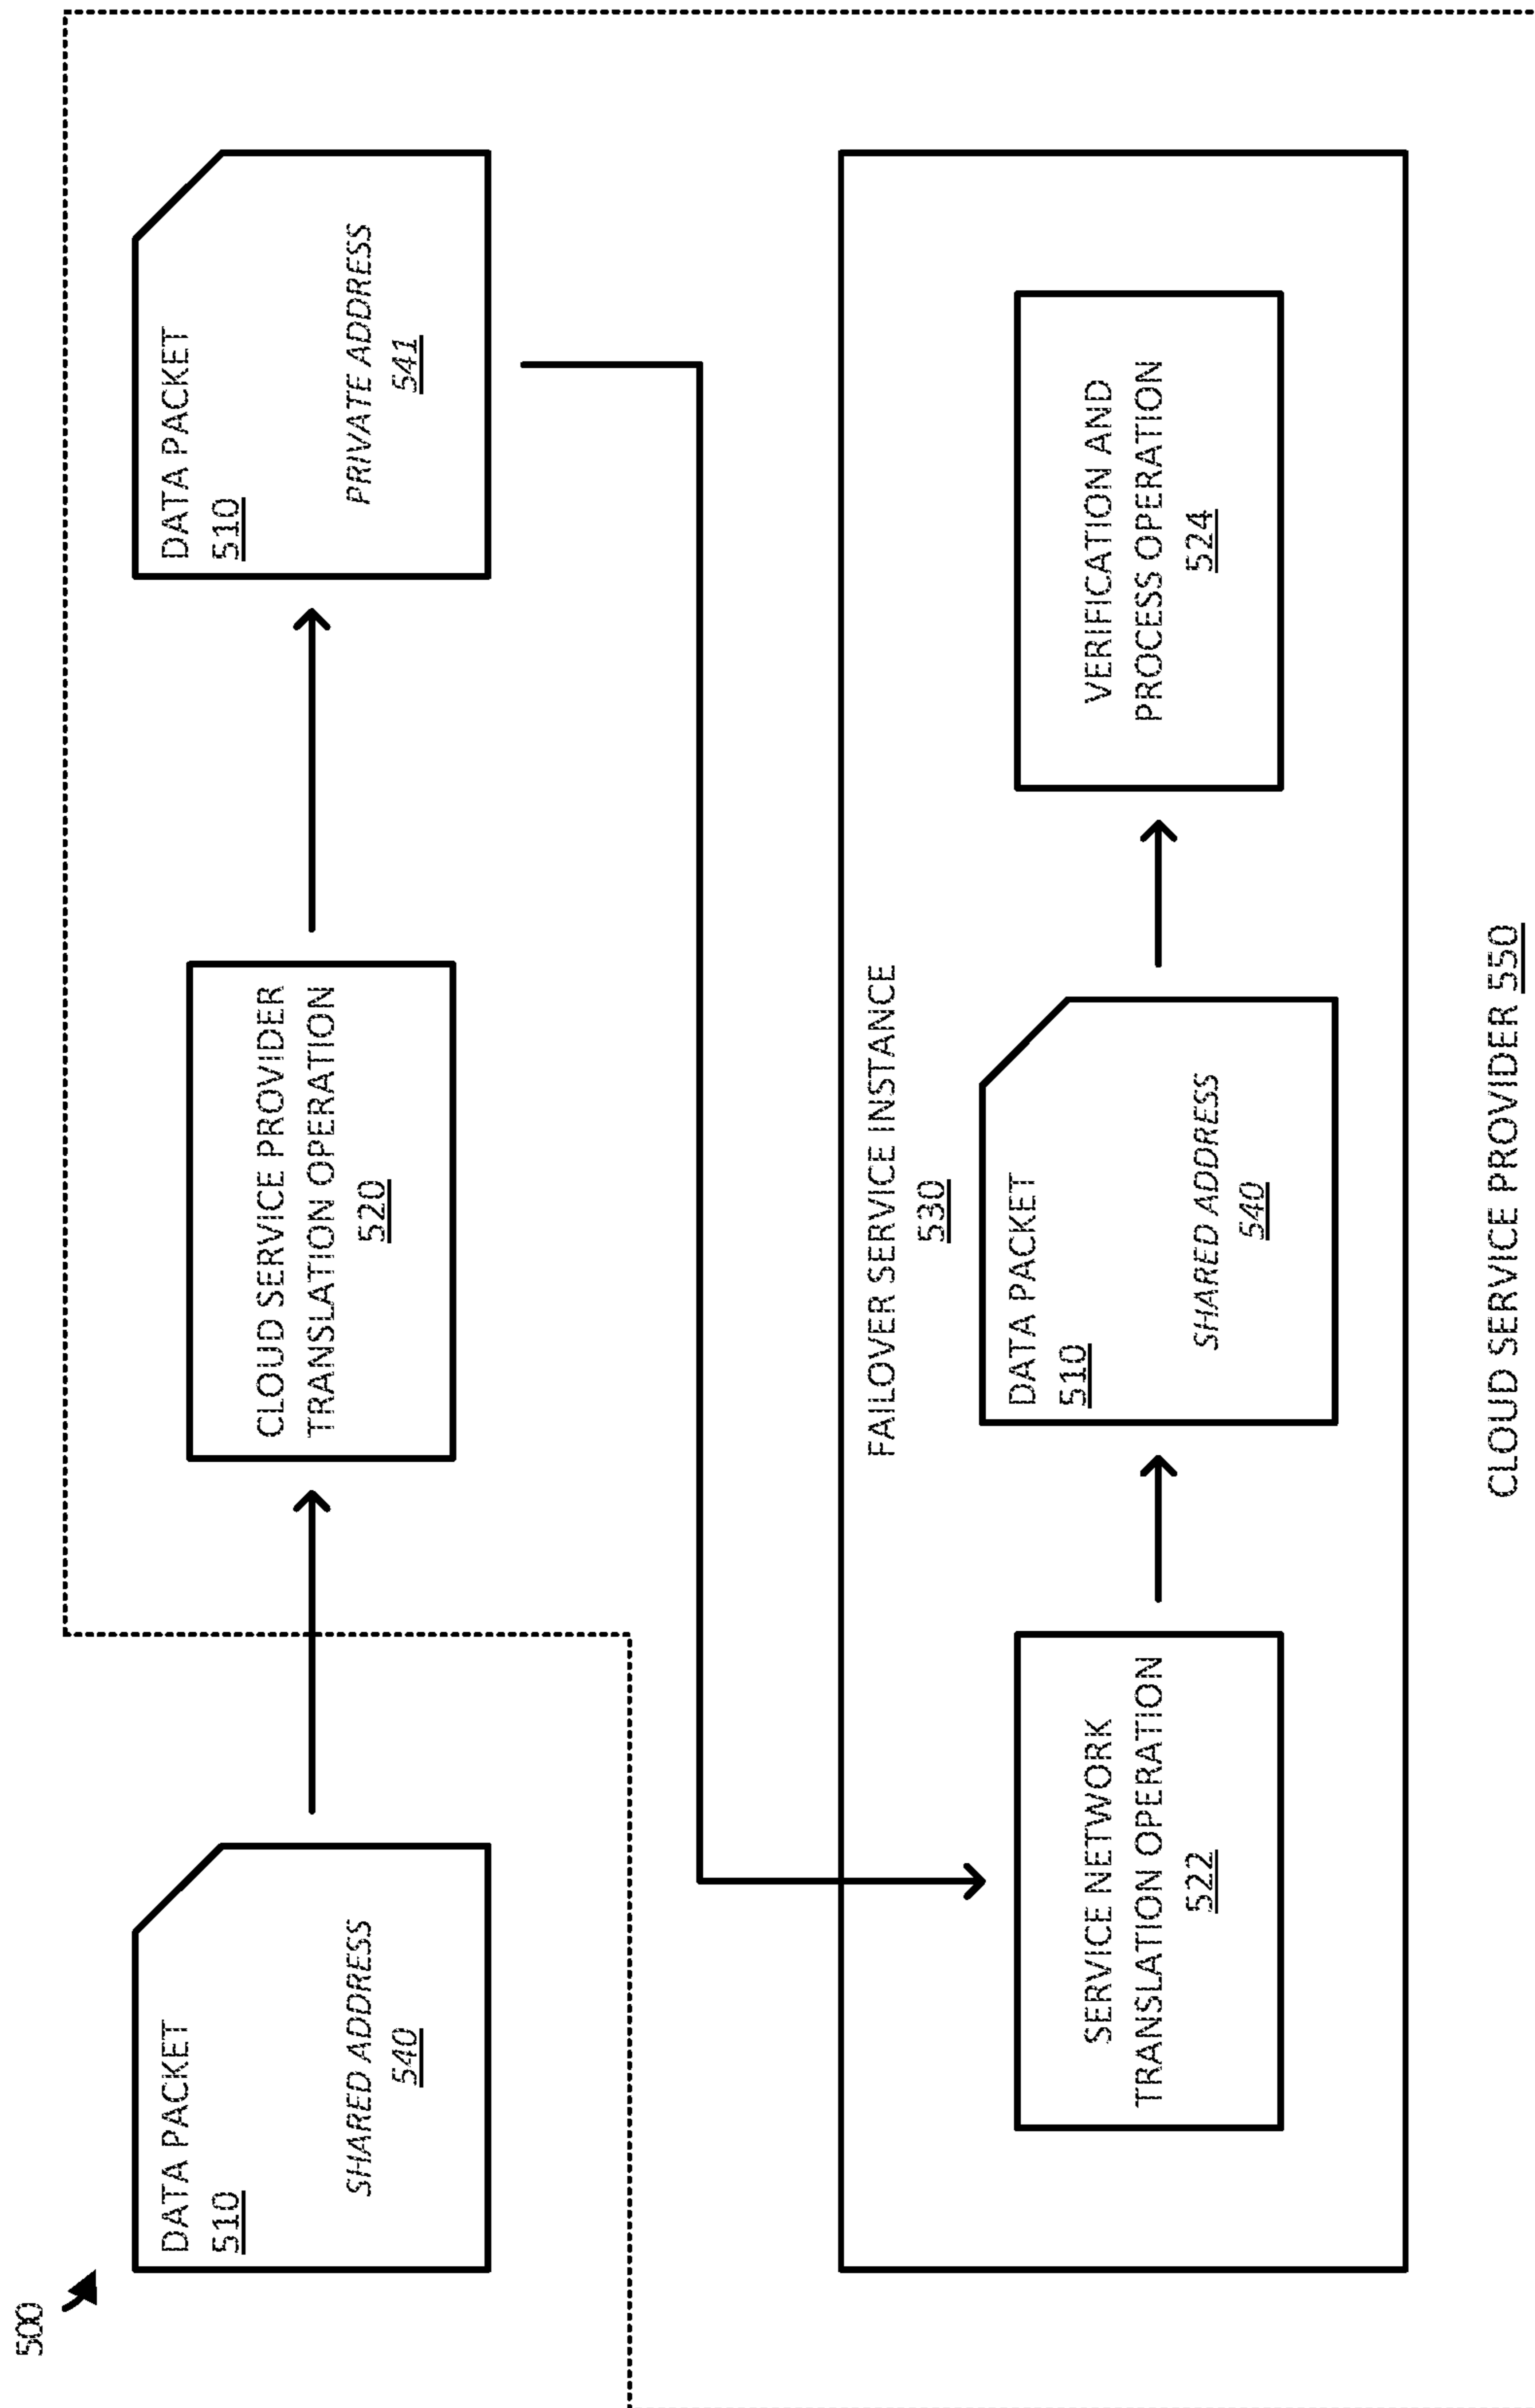 500
DATA PACKET
510
SHARED ADDRESS
540
CLOUD SERVICE PROVIDER
TRANSLATION OPERATION
520
DATA PACKET
510
PRIVATE ADDRESS
541
FAILOVER SERVICE INSTANCE
530
SERVICE NETWORK
TRANSLATION OPERATION
522
DATA PACKET
510
SHARED ADDRESS
540
VERIFICATION AND
PROCESS OPERATION
524
CLOUD SERVICE PROVIDER 550